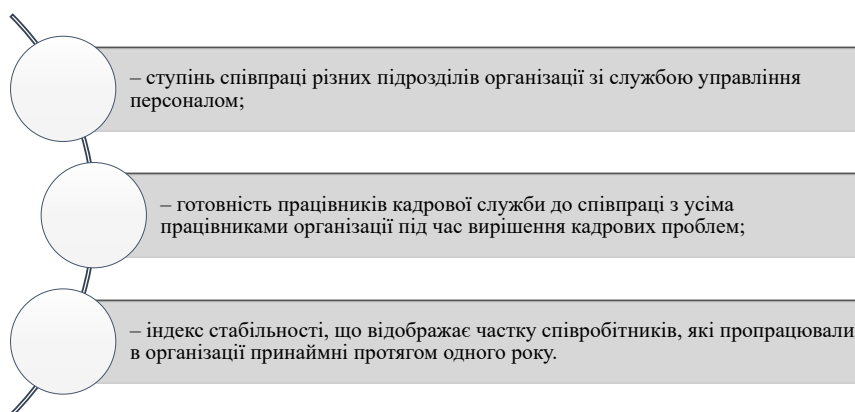 – ступінь співпраці різних підрозділів організації зі службою управління
персоналом;
– готовність працівників кадрової служби до співпраці з усіма
працівниками організації під час вирішення кадрових проблем;
– індекс стабільності, що відображає частку співробітників, які пропрацювали
в організації принаймні протягом одного року.